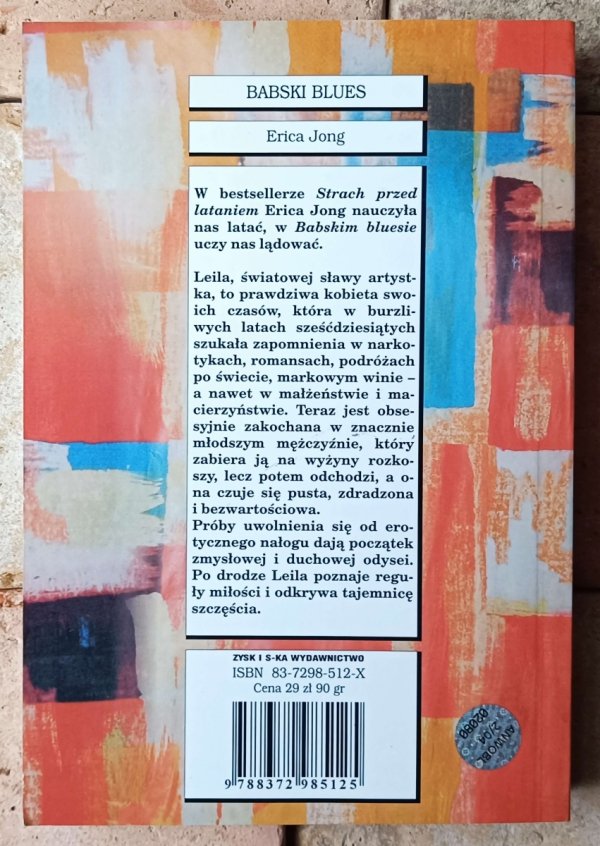 BABSKI BLUES
Erica Jong
W bestsellerze Strach przed
lataniem Erica Jong nauczyła
nas latać, w Babskim bluesie
uczy nas lądować.
Leila, światowej sławy artyst-
ka, to prawdziwa kobieta swo-
ich czasów, która w burzli-
wych latach sześćdziesiątych
szukała zapomnienia w narko-
tykach, romansach, podróżach
po świecie, markowym winie –
a nawet w małżeństwie i ma-
cierzyństwie. Teraz jest obse-
syjnie zakochana w znacznie
młodszym mężczyźnie, który
zabiera ją na wyżyny rozko-
szy, lecz potem odchodzi, a o-
na czuje się pusta, zdradzona
i bezwartościowa.
Próby uwolnienia się od ero-
tycznego nałogu dają początek
zmysłowej i duchowej odysei.
Po drodze Leila poznaje regu-
ły miłości i odkrywa tajemnicę
szczęścia.
ZYSK I S-KA WYDAWNICTWO
ISBN 83-7298-512-X
Cena 29 zł 90 gr
9 788372 985125